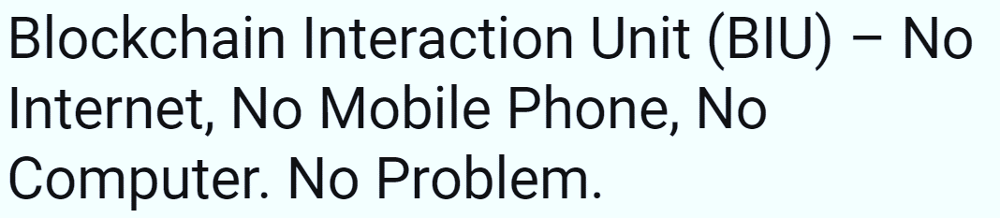 Blockchain Interaction Unit (BIU) – No
Internet, No Mobile Phone, No
Computer. No Problem.